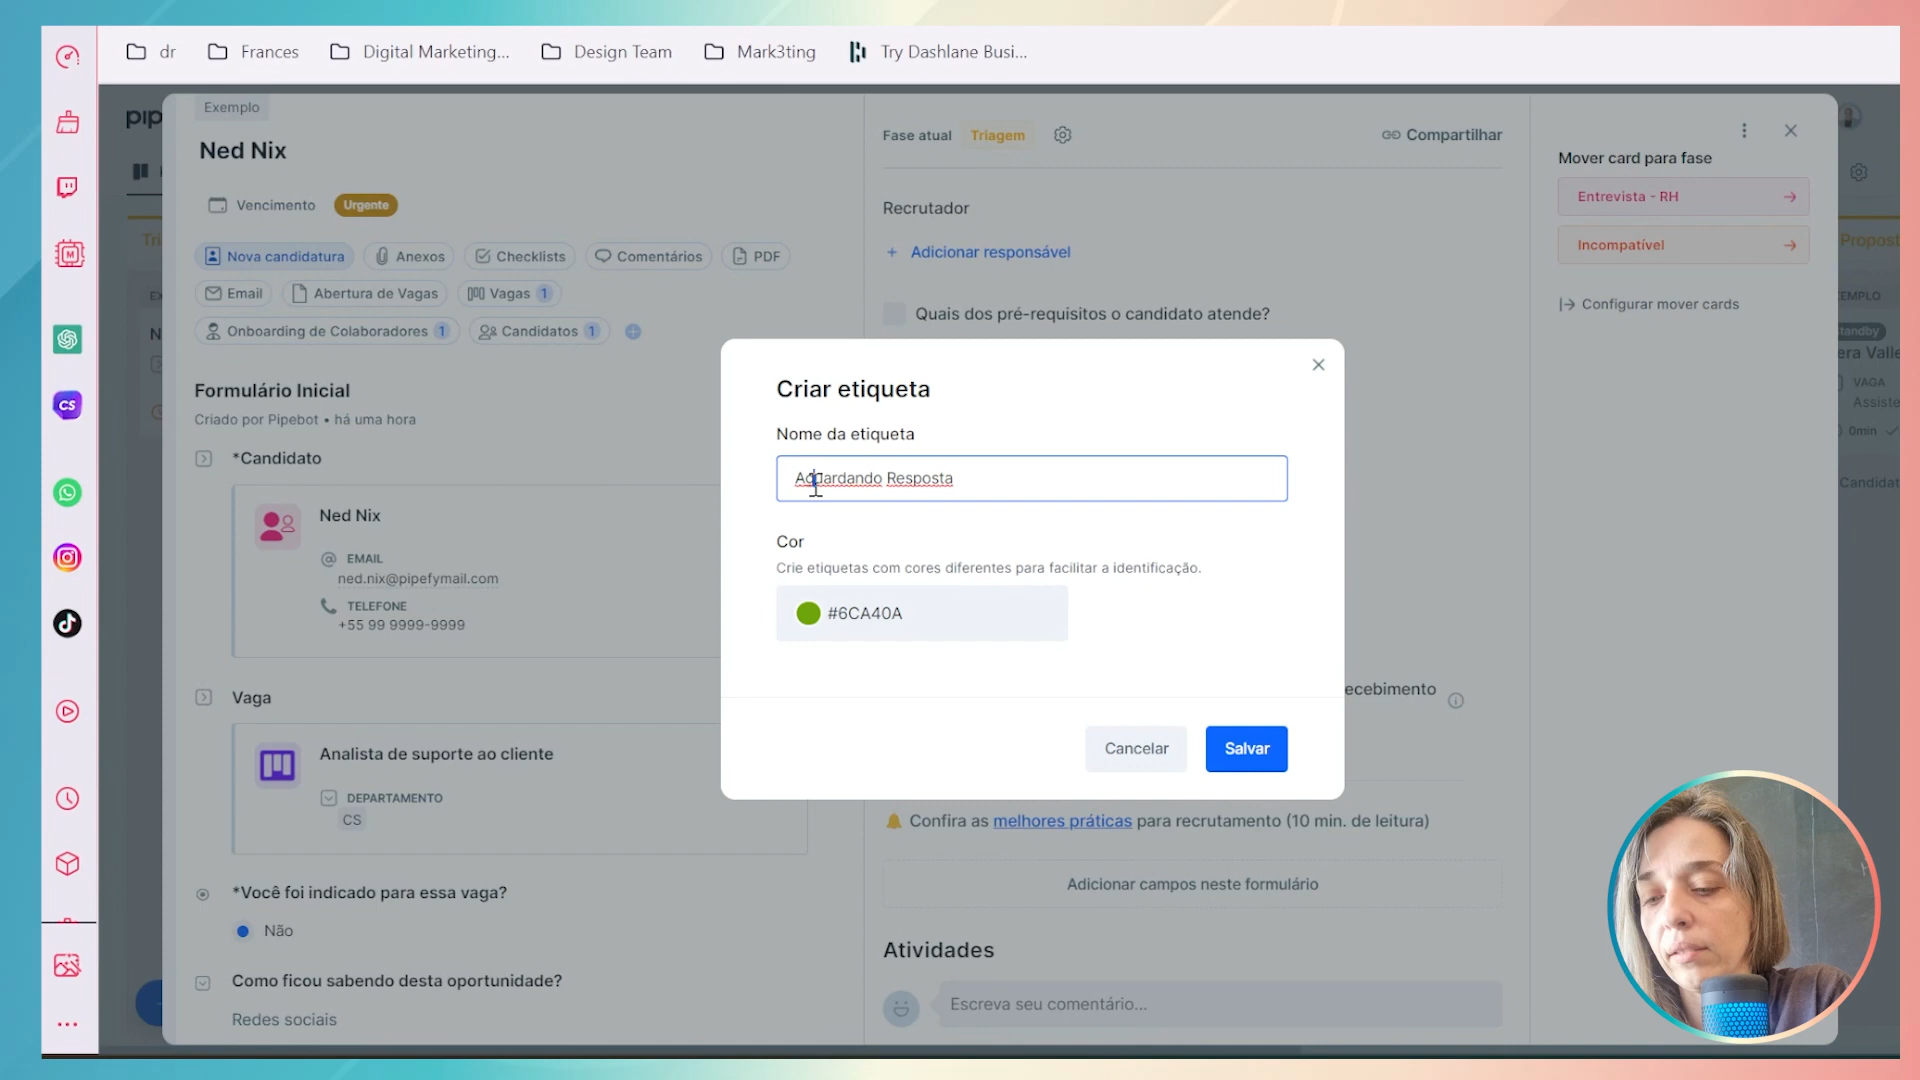 dr
Frances
Digital Marketing...
Design Team
Mark3ting
Try Dashlane Busi...
Exemplo
Ned Nix
Vencimento
Urgente
Nova candidatura
Anexos
Checklists
Comentários
PDF
Email
Abertura de Vagas
Vagas 1
Onboarding de Colaboradores 1
Candidatos 1
Formulário Inicial
Criado por Pipebot • há uma hora
*Candidato
Ned Nix
EMAIL
ned.nix@pipefymail.com
TELEFONE
+55 99 9999-9999
Vaga
Analista de suporte ao cliente
DEPARTAMENTO
CS
*Você foi indicado para essa vaga?
Não
Como ficou sabendo desta oportunidade?
Redes sociais
Fase atual
Triagem
Compartilhar
Recrutador
+ Adicionar responsável
Quais dos pré-requisitos o candidato atende?
Criar etiqueta
Nome da etiqueta
Resposta
Cor
Crie etiquetas com cores diferentes para facilitar a identificação.
#6CA40A
Cancelar
Salvar
Confira as melhores práticas para recrutamento (10 min. de leitura)
Adicionar campos neste formulário
Atividades
Escreva seu comentário...
Mover card para fase
Entrevista - RH
Incompatível
Configurar mover cards
VAGA
0min
CS